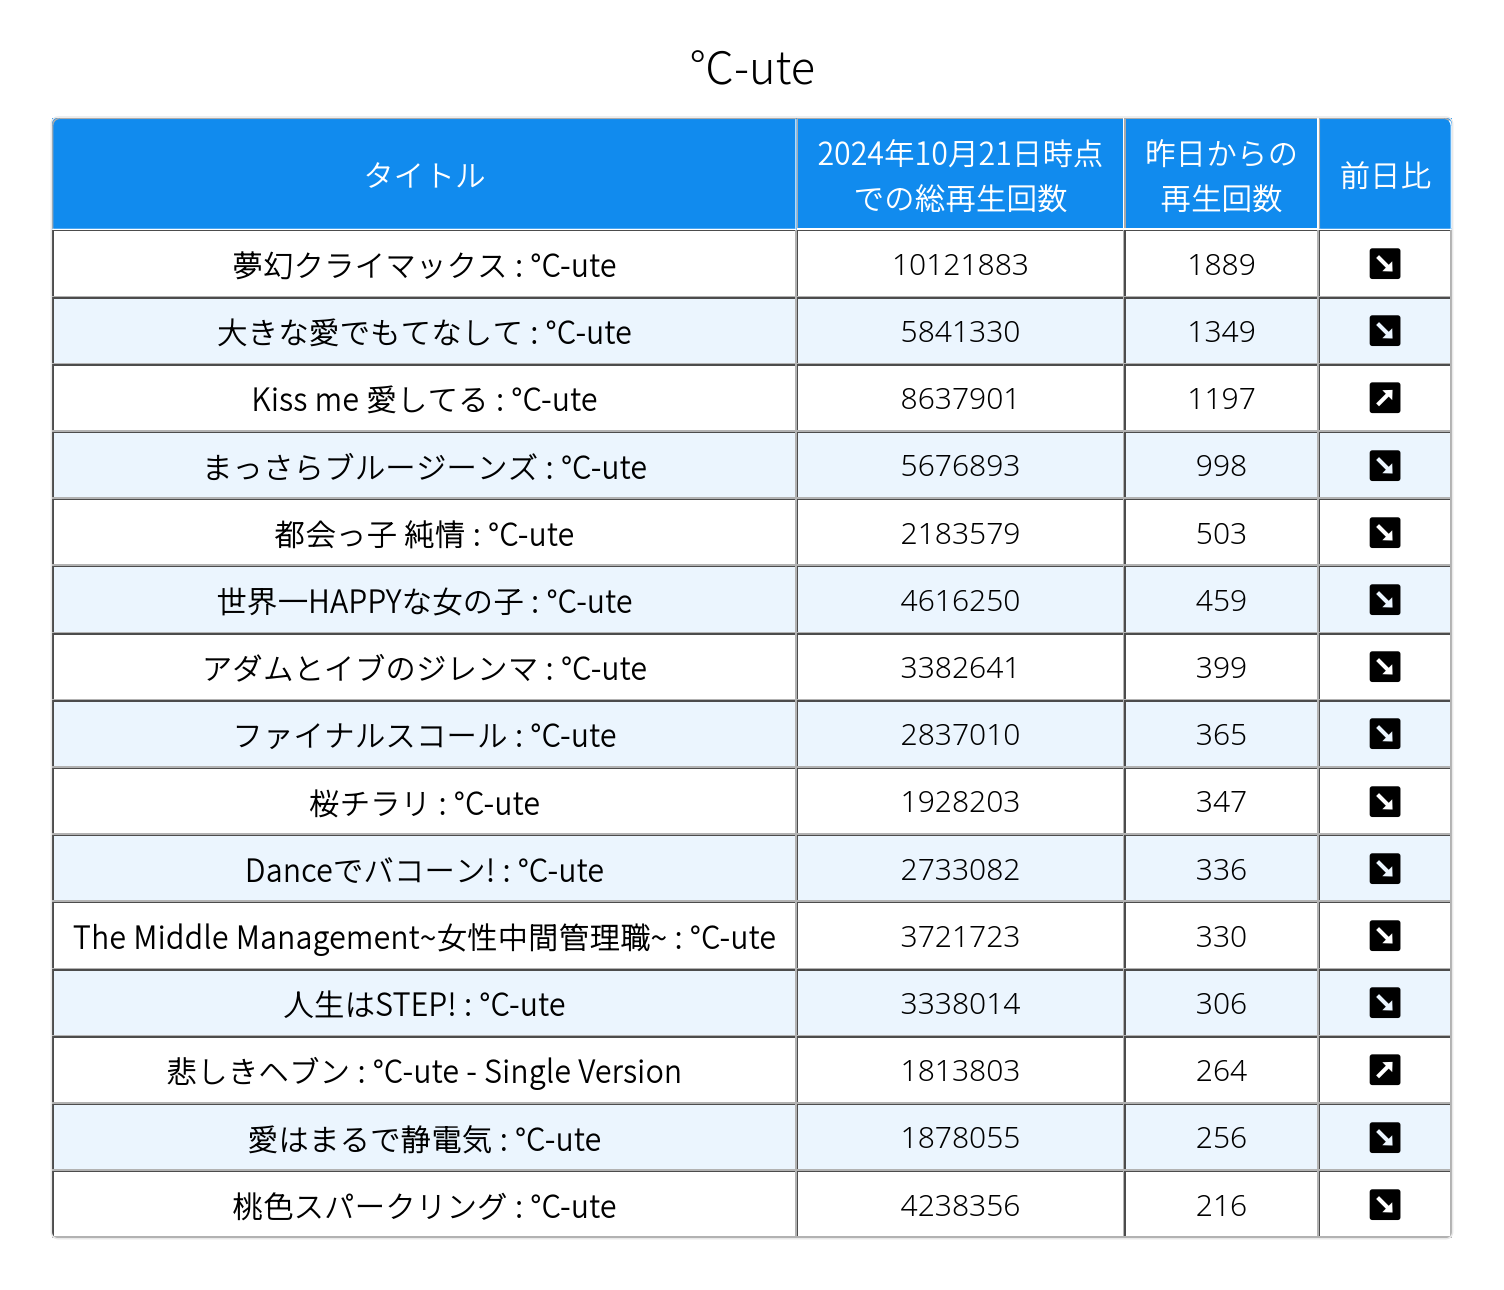 ℃-ute
タイトル 2024年10月21日時点での総再生回数 昨日からの再生回数 前日比
夢幻クライマックス : ℃-ute 10121883 1889 ↘
大きな愛でもてなして : ℃-ute 5841330 1349 ↘
Kiss me 愛してる : ℃-ute 8637901 1197 ↗
まっさらブルージーンズ : ℃-ute 5676893 998 ↘
都会っ子 純情 : ℃-ute 2183579 503 ↘
世界一HAPPYな女の子 : ℃-ute 4616250 459 ↘
アダムとイブのジレンマ : ℃-ute 3382641 399 ↘
ファイナルスコール : ℃-ute 2837010 365 ↘
桜チラリ : ℃-ute 1928203 347 ↘
Danceでバコーン! : ℃-ute 2733082 336 ↘
The Middle Management~女性中間管理職~ : ℃-ute 3721723 330 ↘
人生はSTEP! : ℃-ute 3338014 306 ↘
悲しきヘブン : ℃-ute - Single Version 1813803 264 ↗
愛はまるで静電気 : ℃-ute 1878055 256 ↘
桃色スパークリング : ℃-ute 4238356 216 ↘